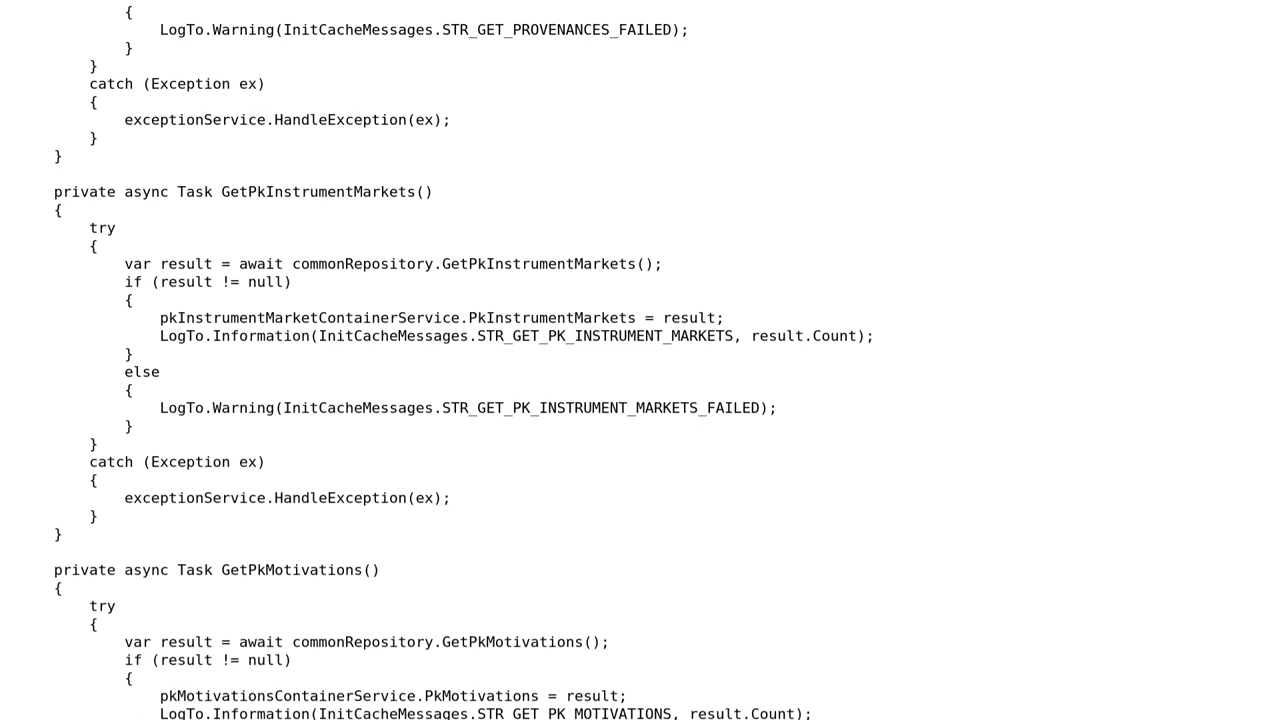 {
LogTo.Warning(InitCacheMessages.STR_GET_PROVENANCES_FAILED);
}
}
catch (Exception ex)
{
exceptionService.HandleException(ex);
}
}
private async Task GetPkInstrumentMarkets()
{
try
{
var result = await commonRepository.GetPkInstrumentMarkets();
if (result != null)
{
pkInstrumentMarketContainerService.PkInstrumentMarkets = result;
LogTo.Information(InitCacheMessages.STR_GET_PK_INSTRUMENT_MARKETS, result.Count);
}
else
{
LogTo.Warning(InitCacheMessages.STR_GET_PK_INSTRUMENT_MARKETS_FAILED);
}
}
catch (Exception ex)
{
exceptionService.HandleException(ex);
}
}
private async Task GetPkMotivations()
{
try
{
var result = await commonRepository.GetPkMotivations();
if (result != null)
{
pkMotivationsContainerService.PkMotivations = result;
LogTo.Information(InitCacheMessages.STR_GET_PK_MOTIVATIONS, result.Count);